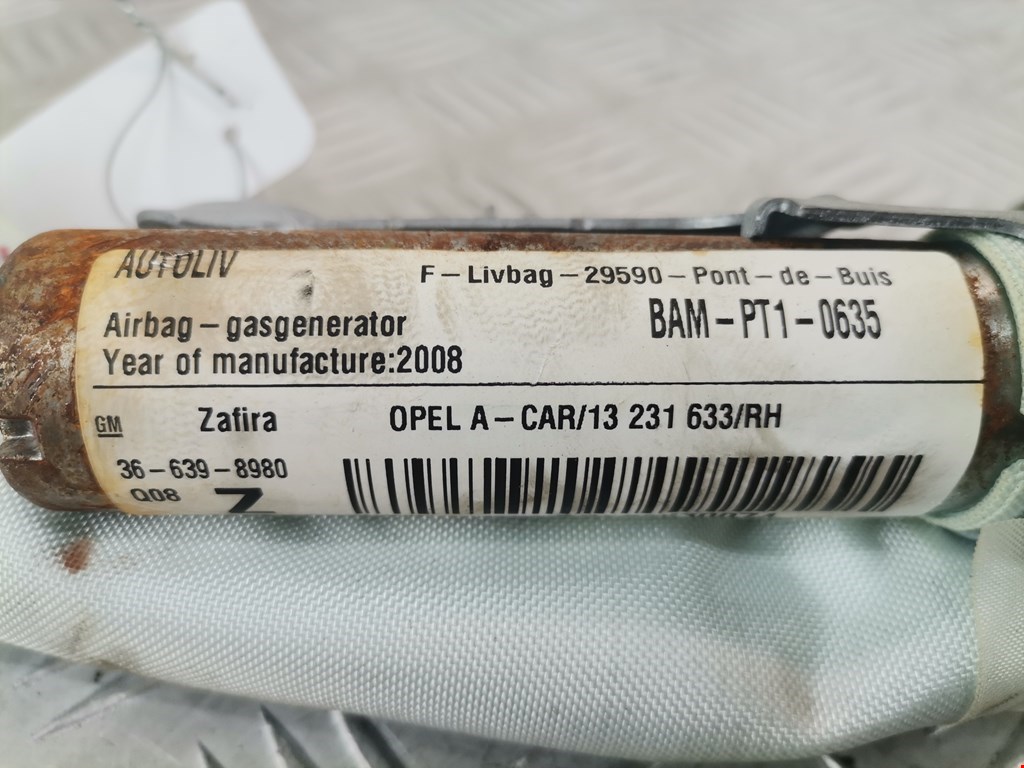 AUTOLIV
F-Livbag-29590-Pont-de-Buis
Airbag-gasgenerator
BAM-PT1-0635
Year of manufacture:2008
GM Zafira OPEL A-CAR/13 231 633/RH
36-639-8980
Q08